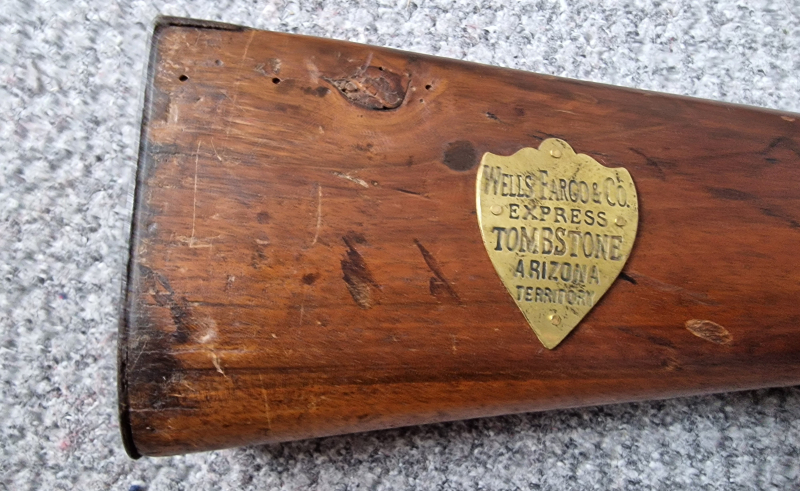 WELLS FARGO & CO.
EXPRESS
TOMBSTONE
ARIZONA
TERRITORY